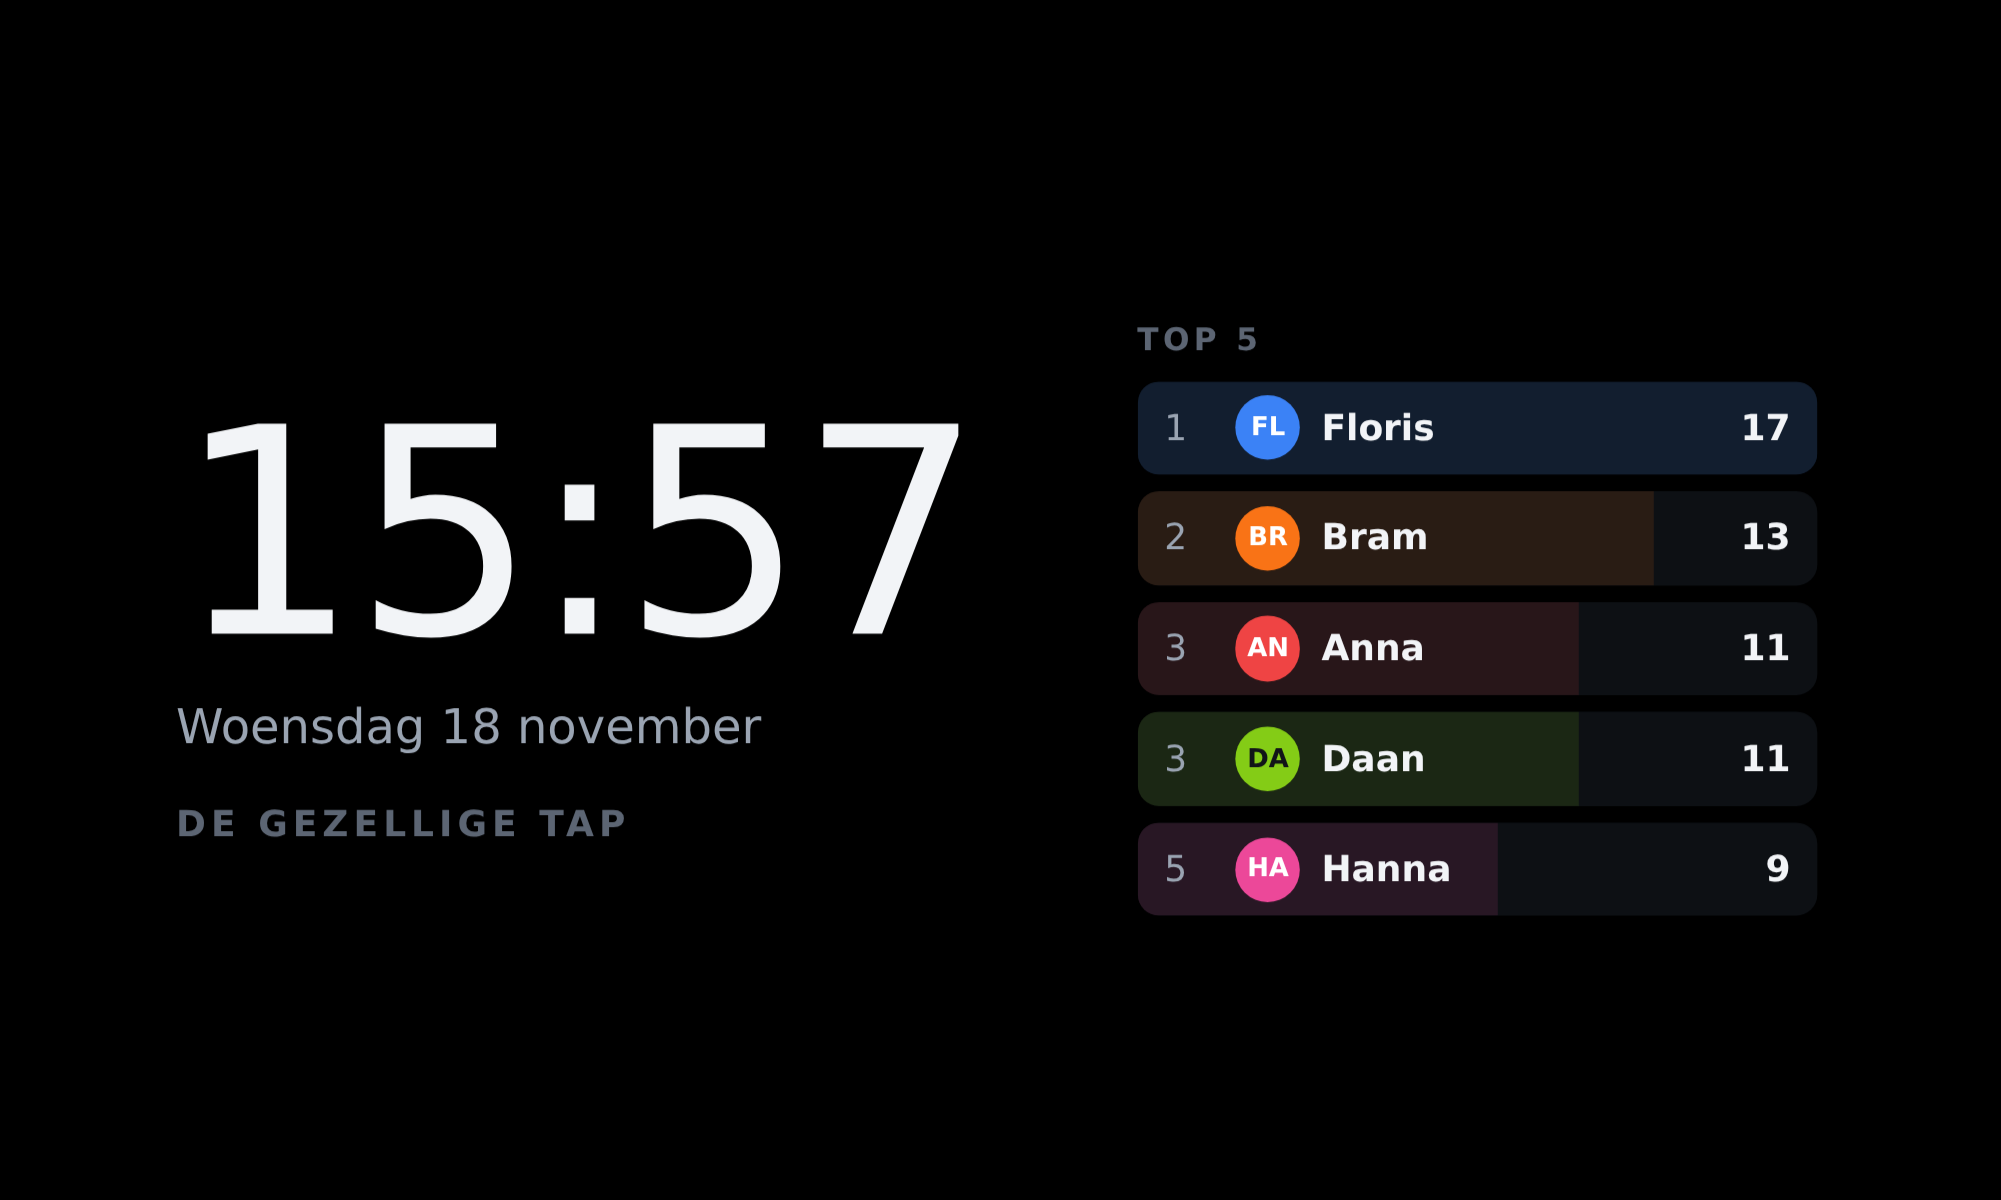 15:57
Woensdag 18 november
DE GEZELLIGE TAP
TOP 5
1 FL Floris 17
2 BR Bram 13
3 AN Anna 11
3 DA Daan 11
5 HA Hanna 9